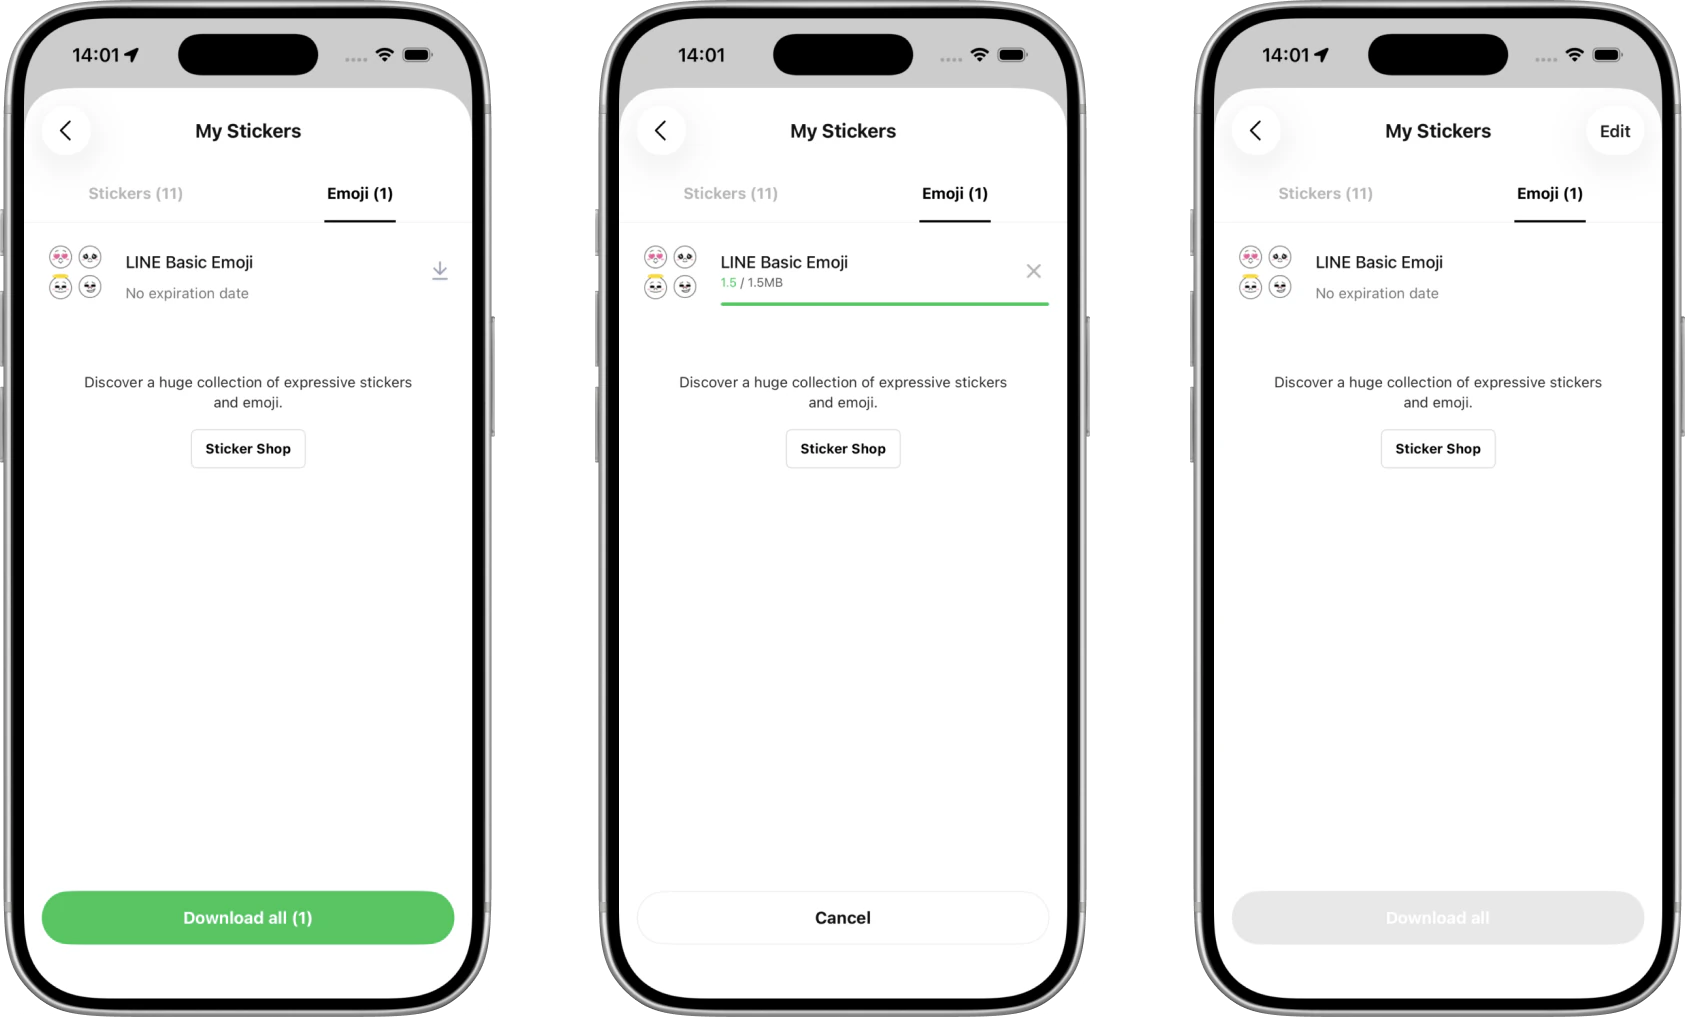 14:01
My Stickers
Stickers (11)
Emoji (1)
LINE Basic Emoji
No expiration date
Discover a huge collection of expressive stickers
and emoji.
Sticker Shop
Download all (1)
14:01
My Stickers
Stickers (11)
Emoji (1)
LINE Basic Emoji
1.5 / 1.5MB
Discover a huge collection of expressive stickers
and emoji.
Sticker Shop
Cancel
14:01
My Stickers
Edit
Stickers (11)
Emoji (1)
LINE Basic Emoji
No expiration date
Discover a huge collection of expressive stickers
and emoji.
Sticker Shop
Download all